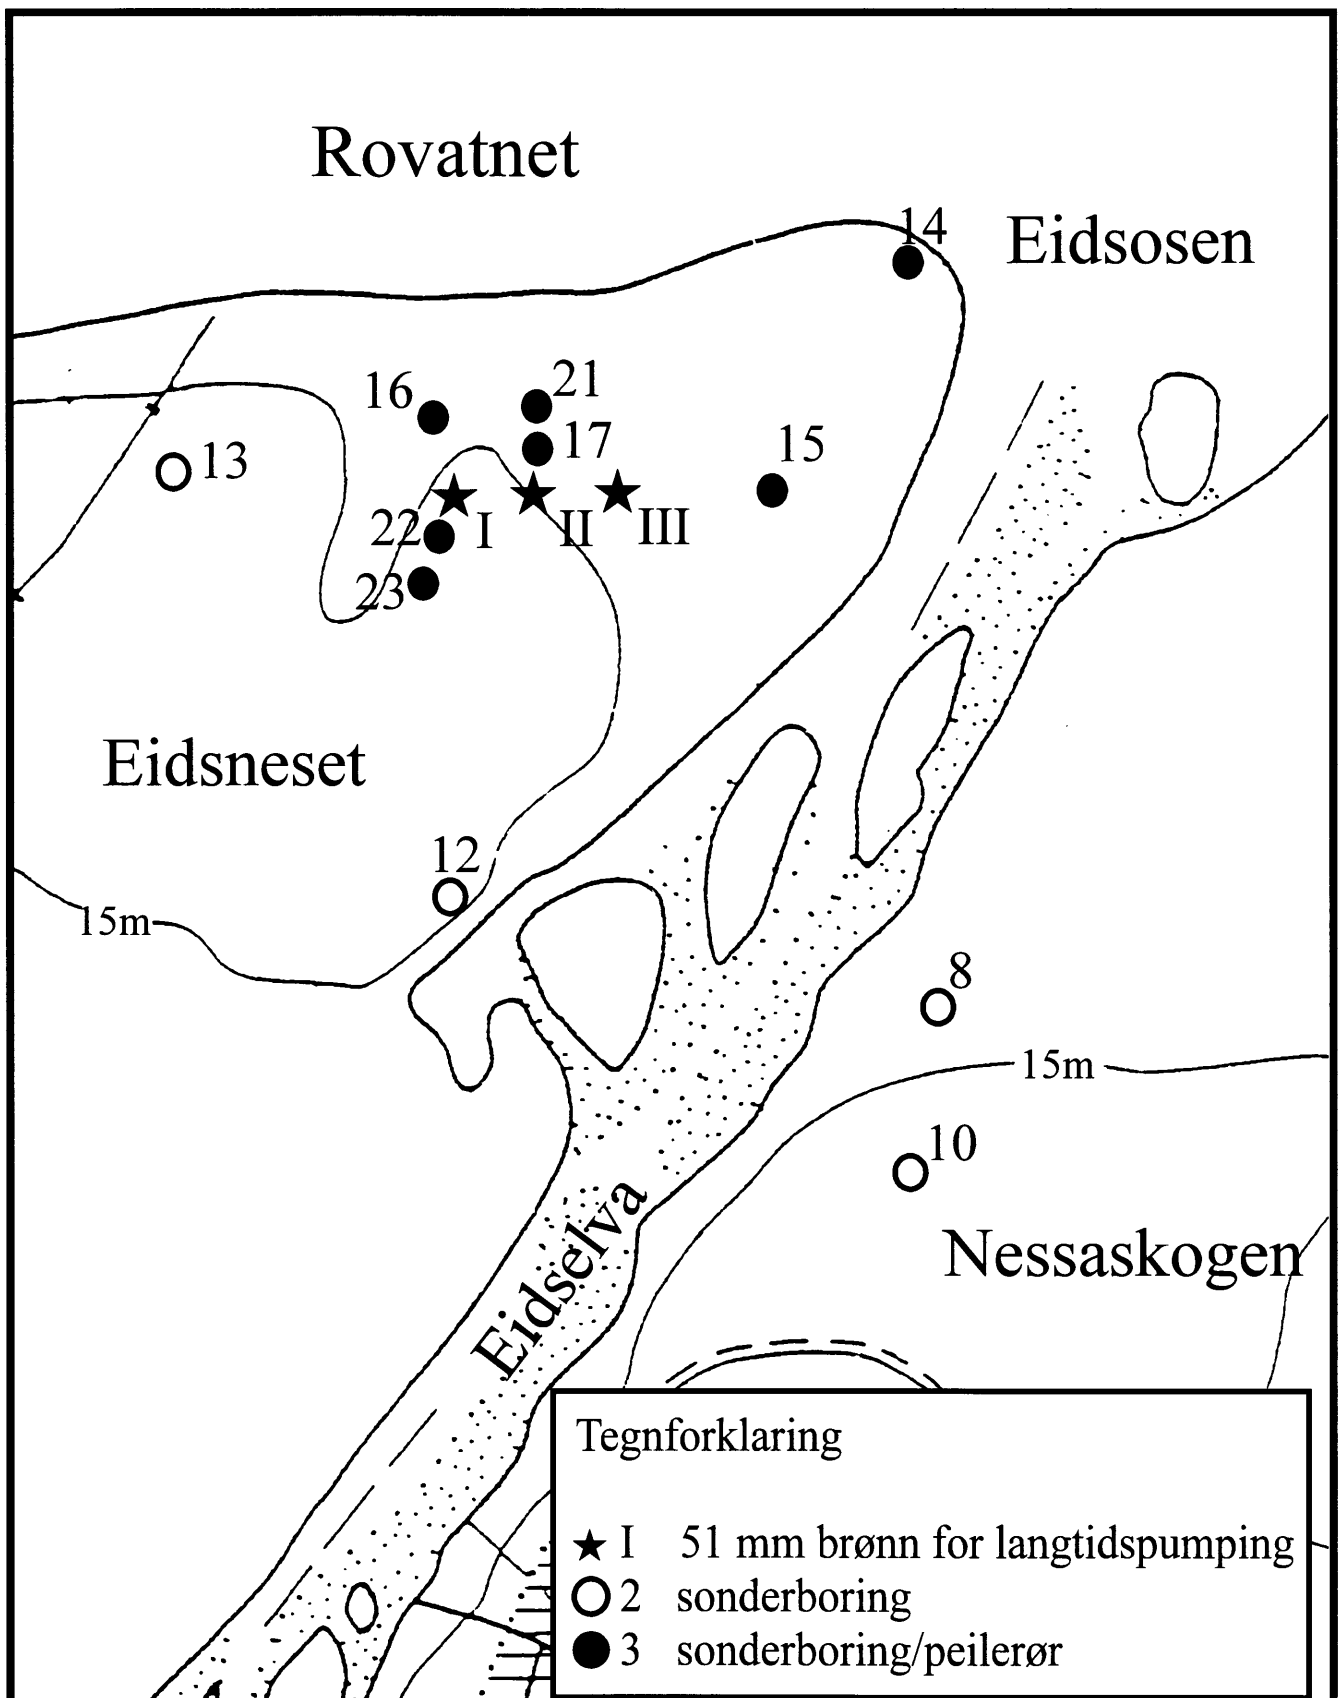 Rovatnet
14
Eidsosen
16
21
17
13
15
22
I
II
III
23
Eidsneset
12
15m
8
15m
10
Nessaskogen
Eidselva
Tegnforklaring
I 51 mm brønn for langtidspumping
2 sonderboring
3 sonderboring/peilerør